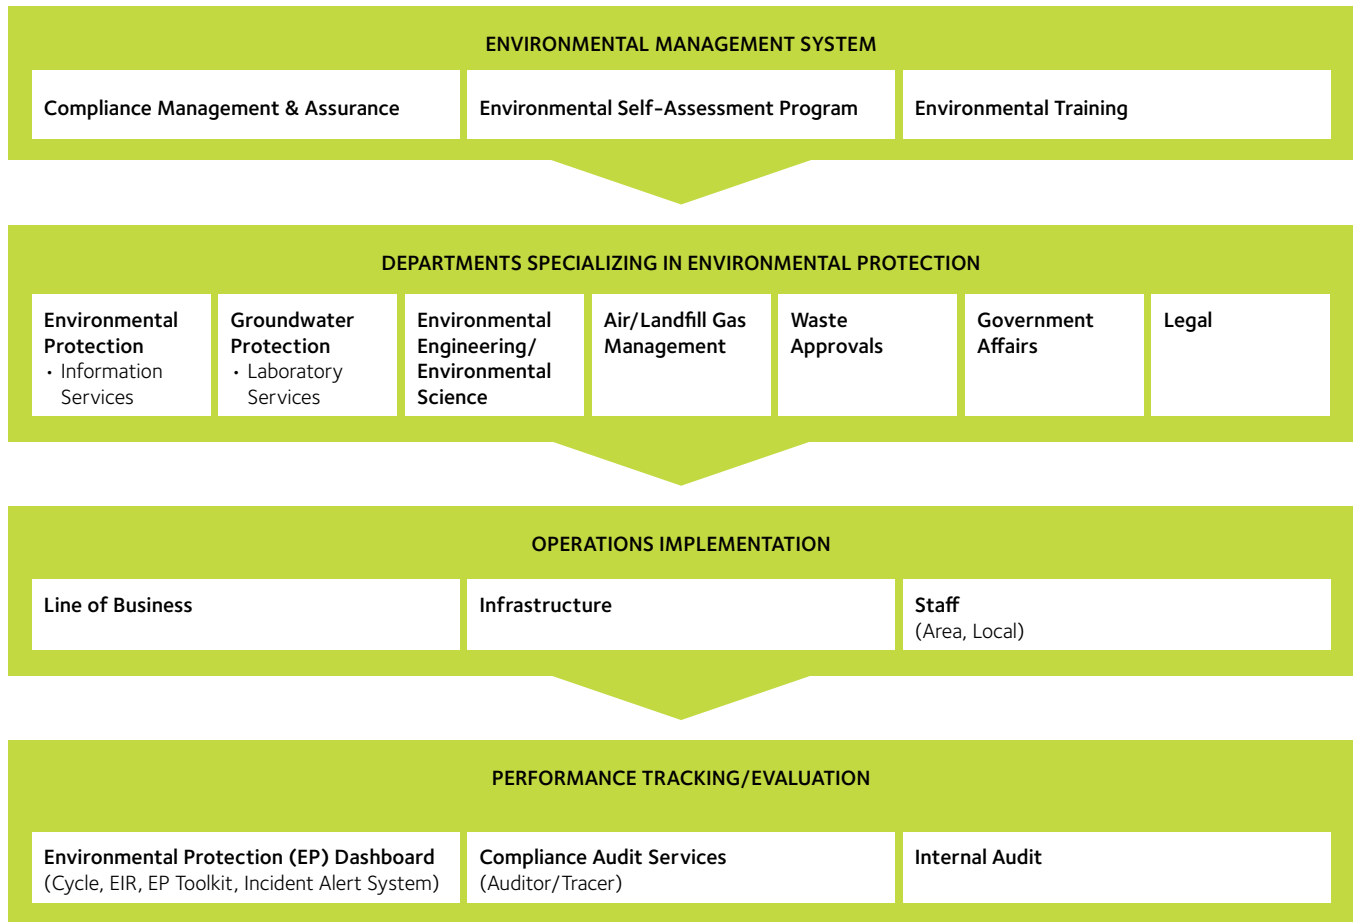 ENVIRONMENTAL MANAGEMENT SYSTEM
Compliance Management & Assurance
Environmental Self-Assessment Program
Environmental Training
DEPARTMENTS SPECIALIZING IN ENVIRONMENTAL PROTECTION
Environmental
Protection
• Information
Services
Groundwater
Protection
• Laboratory
Services
Environmental
Engineering/
Environmental
Science
Air/Landfill Gas
Management
Waste
Approvals
Government
Affairs
Legal
OPERATIONS IMPLEMENTATION
Line of Business
Infrastructure
Staff
(Area, Local)
PERFORMANCE TRACKING/EVALUATION
Environmental Protection (EP) Dashboard
(Cycle, EIR, EP Toolkit, Incident Alert System)
Compliance Audit Services
(Auditor/Tracer)
Internal Audit